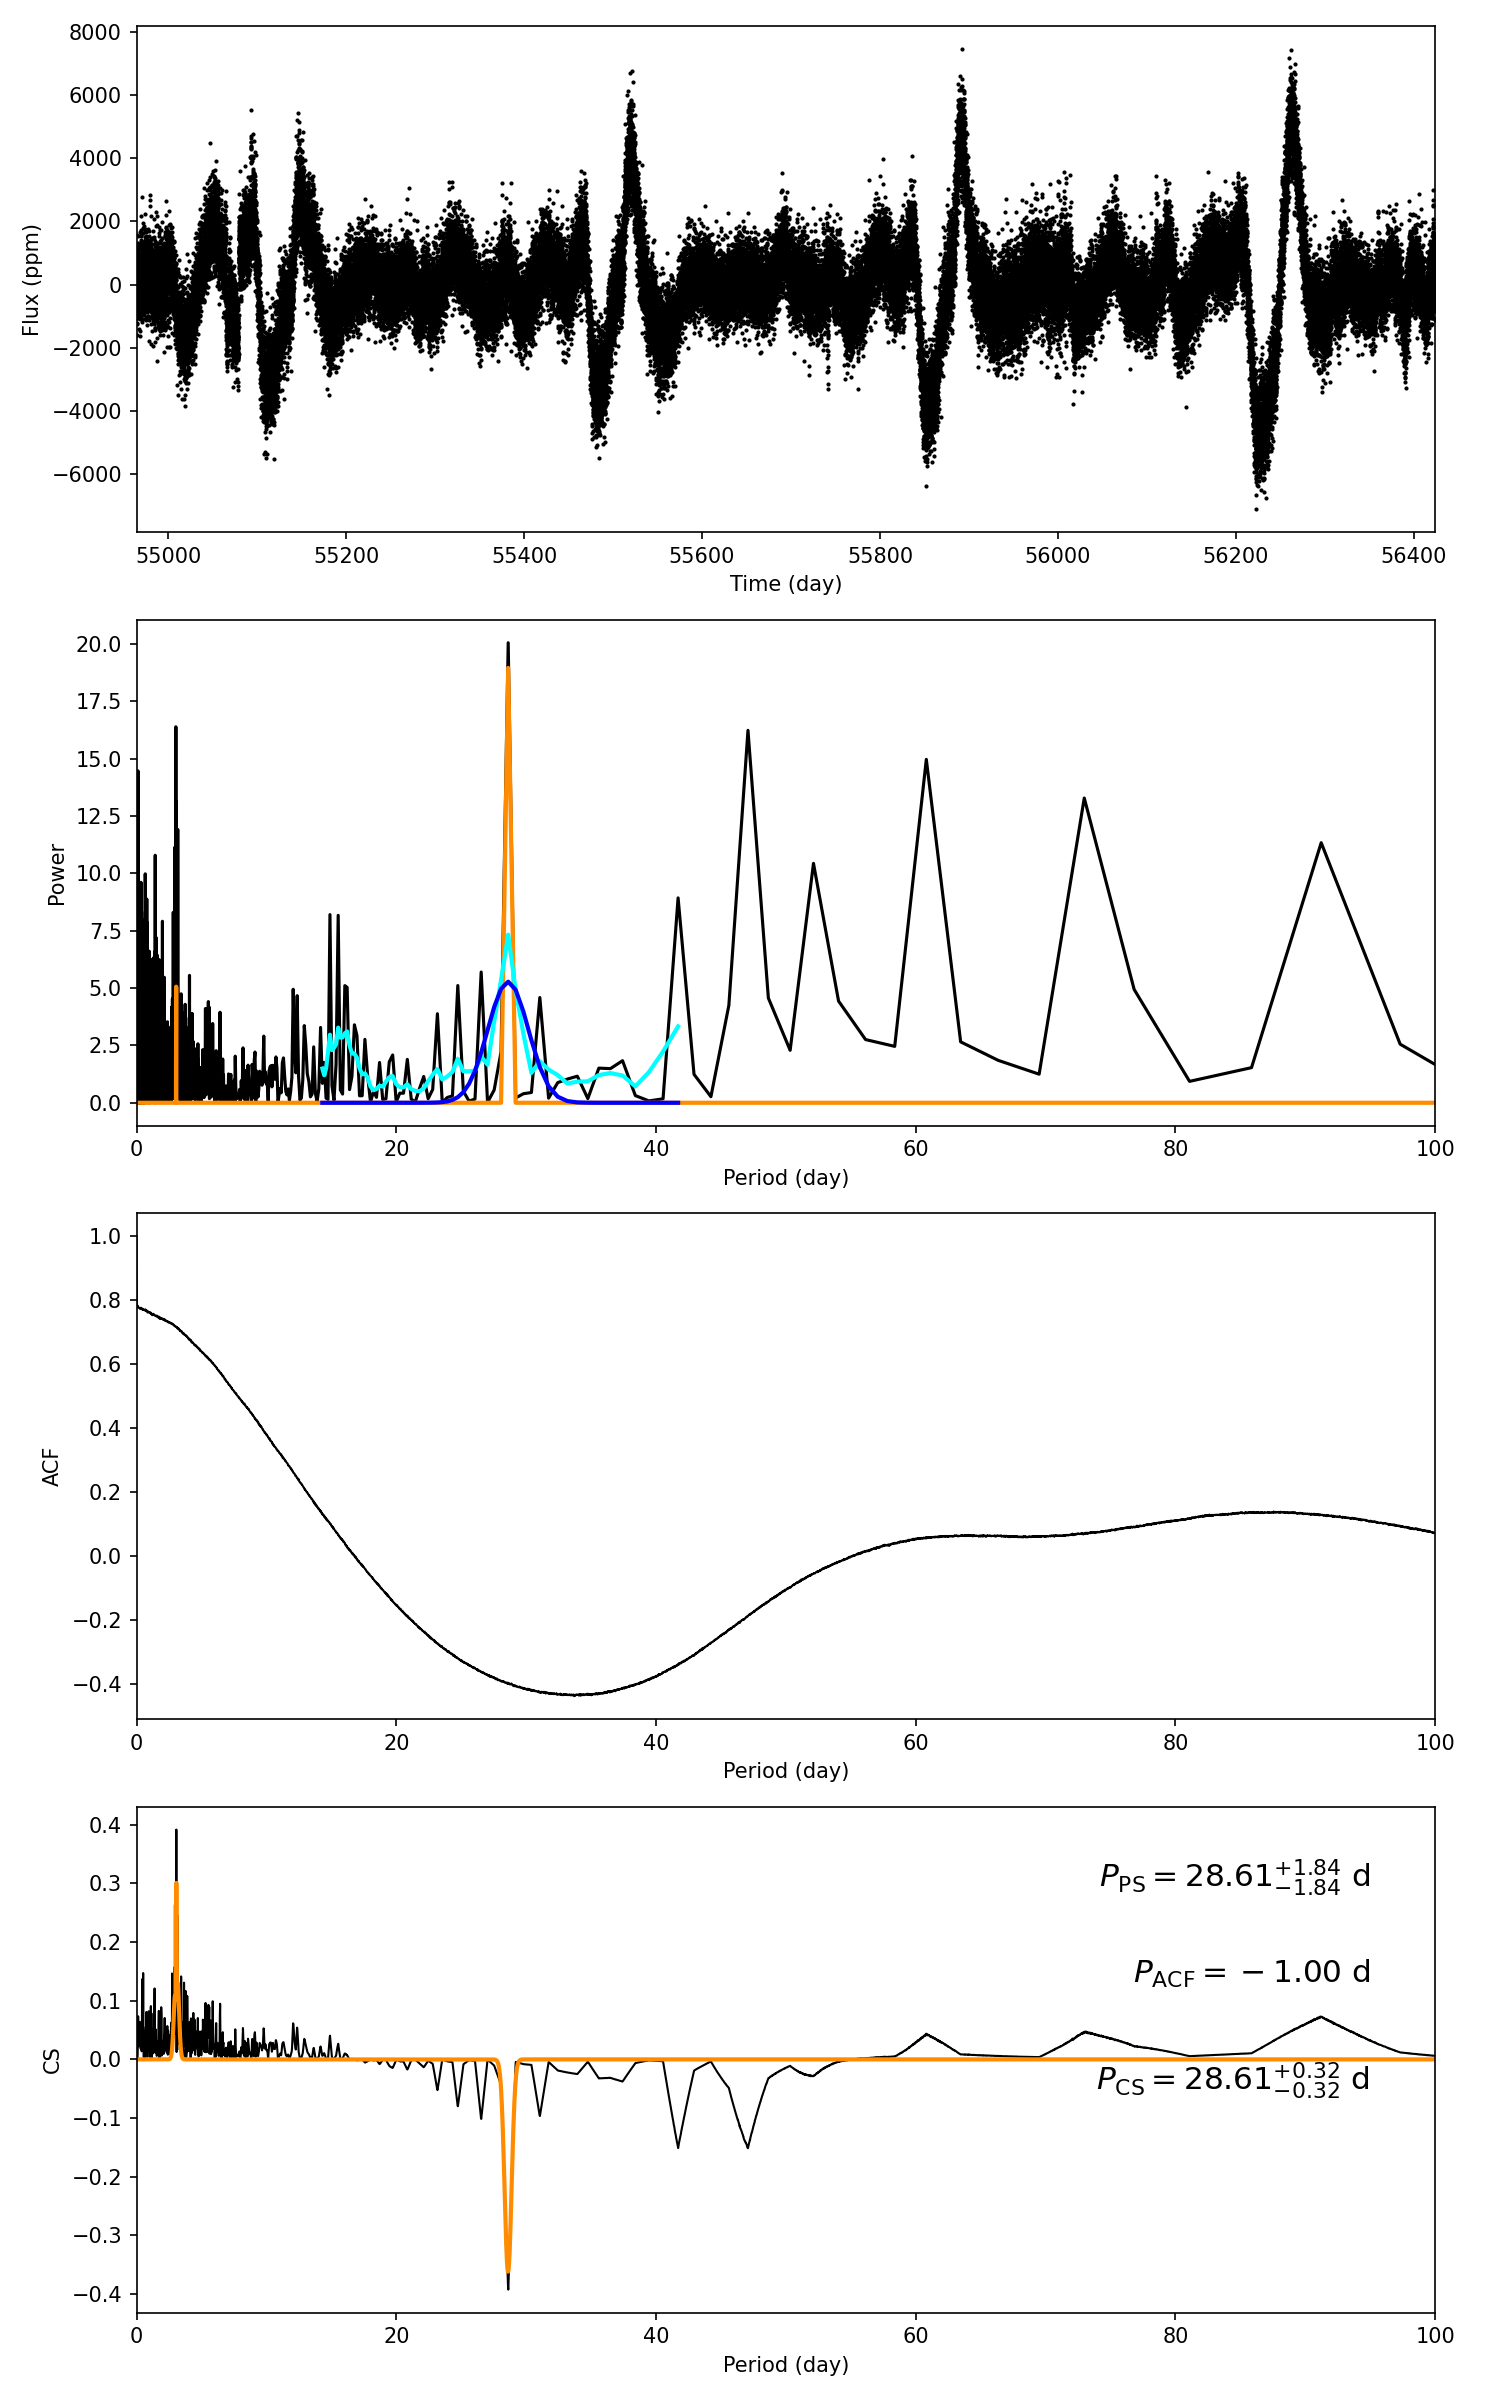 8000
6000
4000
2000
0
−2000
−4000
−6000
Flux (ppm)
55000 55200 55400 55600 55800 56000 56200 56400
Time (day)
20.0
17.5
15.0
12.5
10.0
7.5
5.0
2.5
0.0
Power
0 20 40 60 80 100
Period (day)
1.0
0.8
0.6
0.4
0.2
0.0
−0.2
−0.4
ACF
0 20 40 60 80 100
Period (day)
0.4
0.3
0.2
0.1
0.0
−0.1
−0.2
−0.3
−0.4
CS
P_PS = 28.61 +1.84 −1.84 d
P_ACF = − 1.00 d
P_CS = 28.61 +0.32 −0.32 d
0 20 40 60 80 100
Period (day)